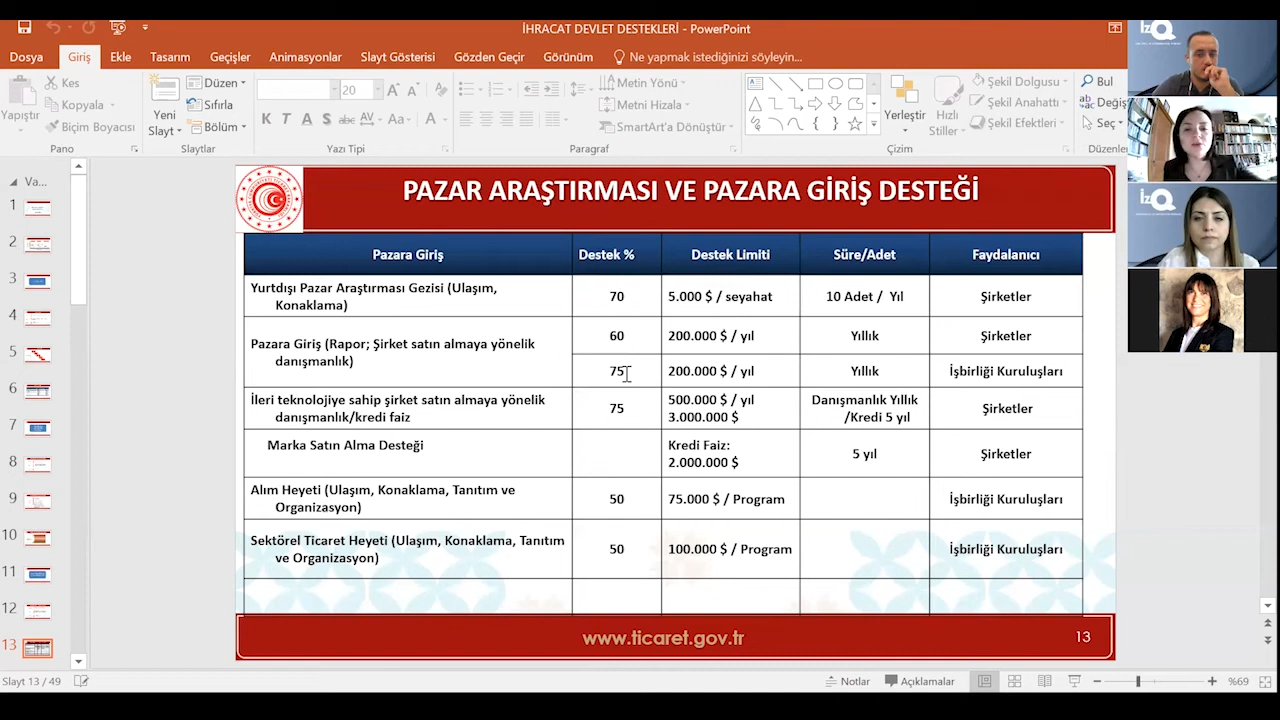 İHRACAT DEVLET DESTEKLERİ - PowerPoint
Dosya Giriş Ekle Tasarım Geçişler Animasyonlar Slayt Gösterisi Gözden Geçir Görünüm Ne yapmak istediğinizi söyleyin...
Yapıştır
Kes
Kopyala
Biçim Boyacısı
Pano
Yeni
Slayt
Düzen
Sıfırla
Bölüm
Slaytlar
20
K T A S abc AV Aa A
Yazı Tipi
Metin Yönü
Metni Hizala
SmartArt'a Dönüştür
Paragraf
Yerleştir
Hızlı
Stiller
Şekil Dolgusu
Şekil Anahattı
Şekil Efektleri
Çizim
Bul
Değiş
Seç
Düzenler
Va...
1
2
3
4
5
6
7
8
9
10
11
12
13
PAZAR ARAŞTIRMASI VE PAZARA GİRİŞ DESTEĞİ
Pazara Giriş Destek % Destek Limiti Süre/Adet Faydalanıcı
Yurtdışı Pazar Araştırması Gezisi (Ulaşım,
Konaklama)
70 5.000 $ / seyahat 10 Adet / Yıl Şirketler
Pazara Giriş (Rapor; Şirket satın almaya yönelik
danışmanlık)
60 200.000 $ / yıl Yıllık Şirketler
75 200.000 $ / yıl Yıllık İşbirliği Kuruluşları
İleri teknolojiye sahip şirket satın almaya yönelik
danışmanlık/kredi faiz
75
500.000 $ / yıl
3.000.000 $
Danışmanlık Yıllık
/Kredi 5 yıl
Şirketler
Marka Satın Alma Desteği
Kredi Faiz:
2.000.000 $
5 yıl Şirketler
Alım Heyeti (Ulaşım, Konaklama, Tanıtım ve
Organizasyon)
50 75.000 $ / Program İşbirliği Kuruluşları
Sektörel Ticaret Heyeti (Ulaşım, Konaklama, Tanıtım
ve Organizasyon)
50 100.000 $ / Program İşbirliği Kuruluşları
www.ticaret.gov.tr
13
Slayt 13 / 49
Notlar
Açıklamalar
%69
İzQ
İzQ